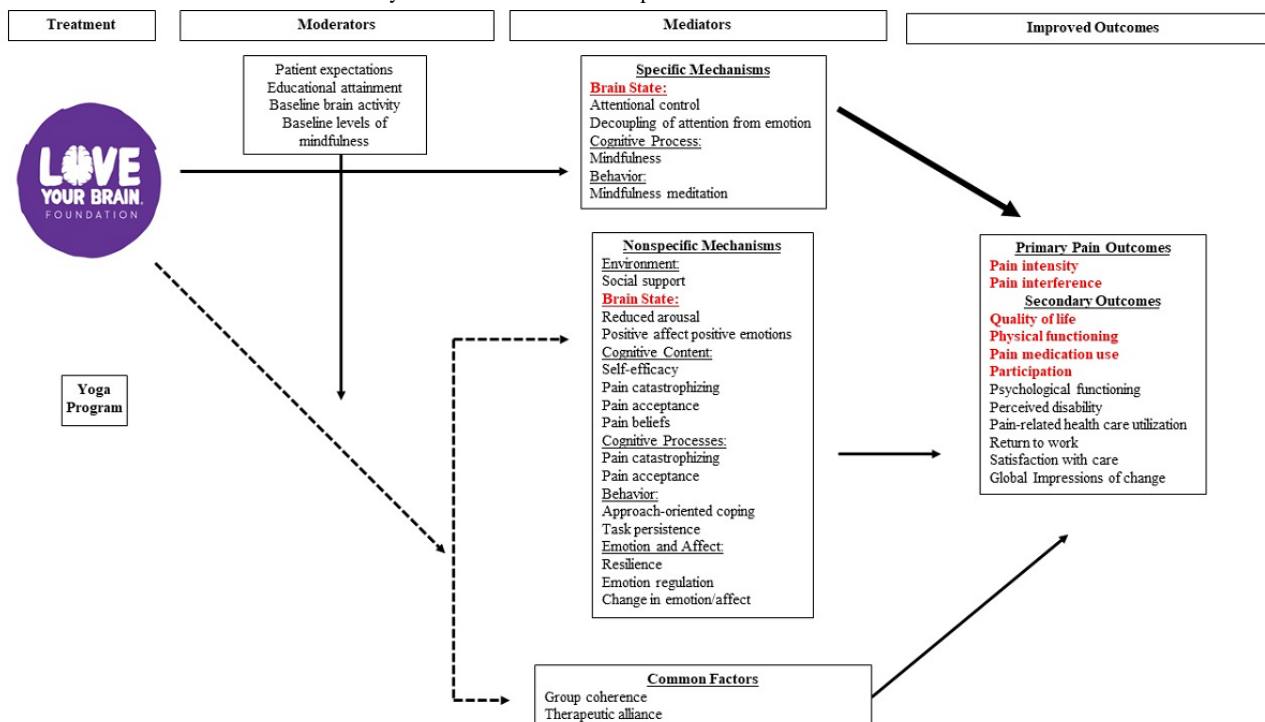 Treatment
Moderators
Mediators
Improved Outcomes
Patient expectations
Educational attainment
Baseline brain activity
Baseline levels of
mindfulness
LOVE
YOUR BRAIN.
FOUNDATION
Yoga
Program
Specific Mechanisms
Brain State:
Attentional control
Decoupling of attention from emotion
Cognitive Process:
Mindfulness
Behavior:
Mindfulness meditation
Nonspecific Mechanisms
Environment:
Social support
Brain State:
Reduced arousal
Positive affect positive emotions
Cognitive Content:
Self-efficacy
Pain catastrophizing
Pain acceptance
Pain beliefs
Cognitive Processes:
Pain catastrophizing
Pain acceptance
Behavior:
Approach-oriented coping
Task persistence
Emotion and Affect:
Resilience
Emotion regulation
Change in emotion/affect
Common Factors
Group coherence
Therapeutic alliance
Primary Pain Outcomes
Pain intensity
Pain interference
Secondary Outcomes
Quality of life
Physical functioning
Pain medication use
Participation
Psychological functioning
Perceived disability
Pain-related health care utilization
Return to work
Satisfaction with care
Global Impressions of change